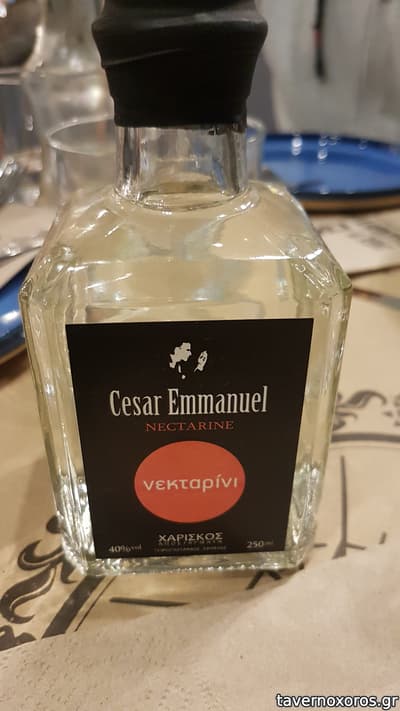 Cesar Emmanuel
NECTARINE
νεκταρίνι
ΧΑΡΙΣΚΟΣ
40%vol
250ml
tavernoxoros.gr